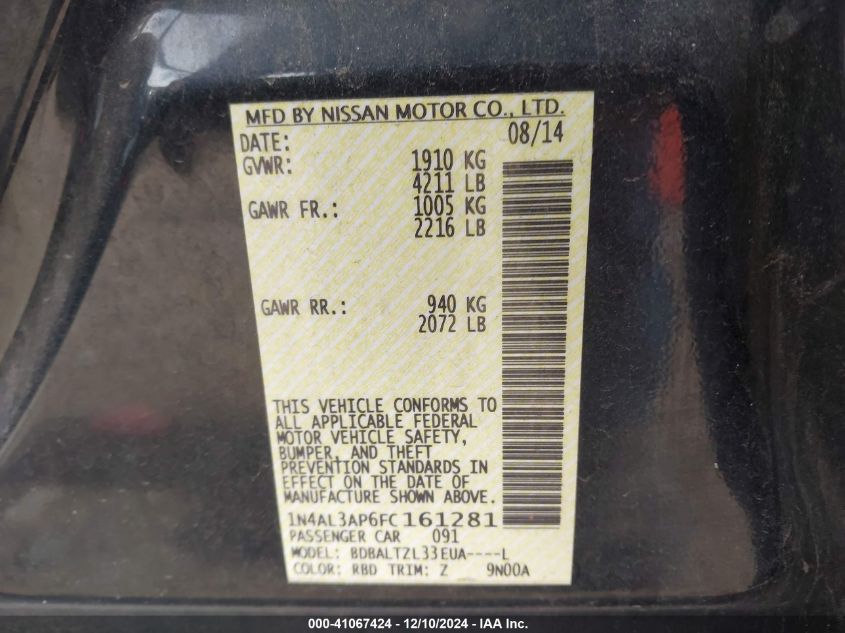 MFD BY NISSAN MOTOR CO., LTD.
DATE: 08/14
GVWR: 1910 KG
4211 LB
GAWR FR.: 1005 KG
2216 LB
GAWR RR.: 940 KG
2072 LB
THIS VEHICLE CONFORMS TO
ALL APPLICABLE FEDERAL
MOTOR VEHICLE SAFETY,
BUMPER, AND THEFT
PREVENTION STANDARDS IN
EFFECT ON THE DATE OF
MANUFACTURE SHOWN ABOVE.
1N4AL3AP6FC161281
PASSENGER CAR 091
MODEL: BDBALTZL33EUA----L
COLOR: RBD TRIM: Z 9N00A
000-41067424 - 12/10/2024 - IAA Inc.